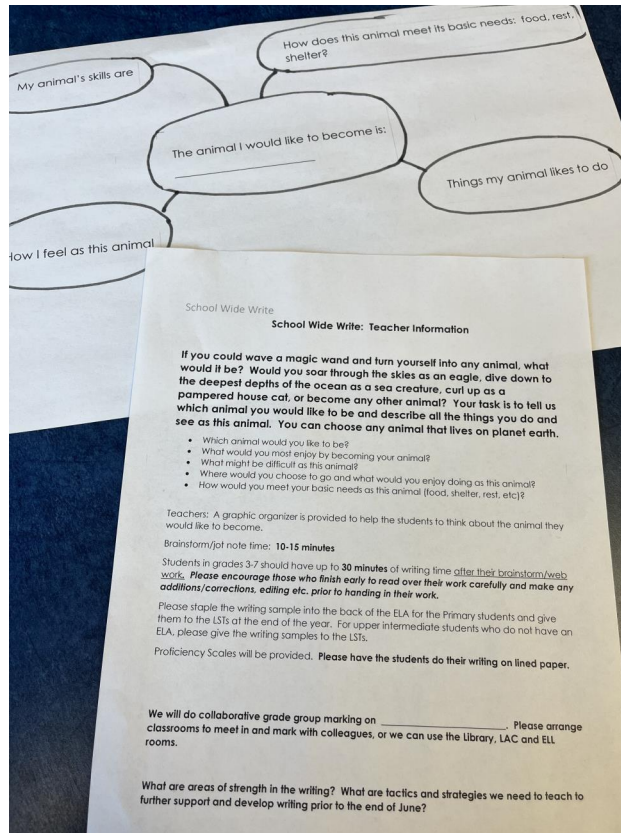 How does this animal meet its basic needs: food, rest,
shelter?
My animal's skills are
The animal I would like to become is:
Things my animal likes to do
How I feel as this animal
School Wide Write
School Wide Write: Teacher Information
If you could wave a magic wand and turn yourself into any animal, what
would it be? Would you soar through the skies as an eagle, dive down to
the deepest depths of the ocean as a sea creature, curl up as a
pampered house cat, or become any other animal? Your task is to tell us
which animal you would like to be and describe all the things you do and
see as this animal. You can choose any animal that lives on planet earth.
• Which animal would you like to be?
• What would you most enjoy by becoming your animal?
• What might be difficult as this animal?
• Where would you choose to go and what would you enjoy doing as this animal?
• How would you meet your basic needs as this animal (food, shelter, rest, etc)?
Teachers: A graphic organizer is provided to help the students to think about the animal they
would like to become.
Brainstorm/jot note time: 10-15 minutes
Students in grades 3-7 should have up to 30 minutes of writing time after their brainstorm/web
work. Please encourage those who finish early to read over their work carefully and make any
additions/corrections, editing etc. prior to handing in their work.
Please staple the writing sample into the back of the ELA for the Primary students and give
them to the LSTs at the end of the year. For upper intermediate students who do not have an
ELA, please give the writing samples to the LSTs.
Proficiency Scales will be provided. Please have the students do their writing on lined paper.
We will do collaborative grade group marking on ____________________. Please arrange
classrooms to meet in and mark with colleagues, or we can use the Library, LAC and ELL
rooms.
What are areas of strength in the writing? What are tactics and strategies we need to teach to
further support and develop writing prior to the end of June?